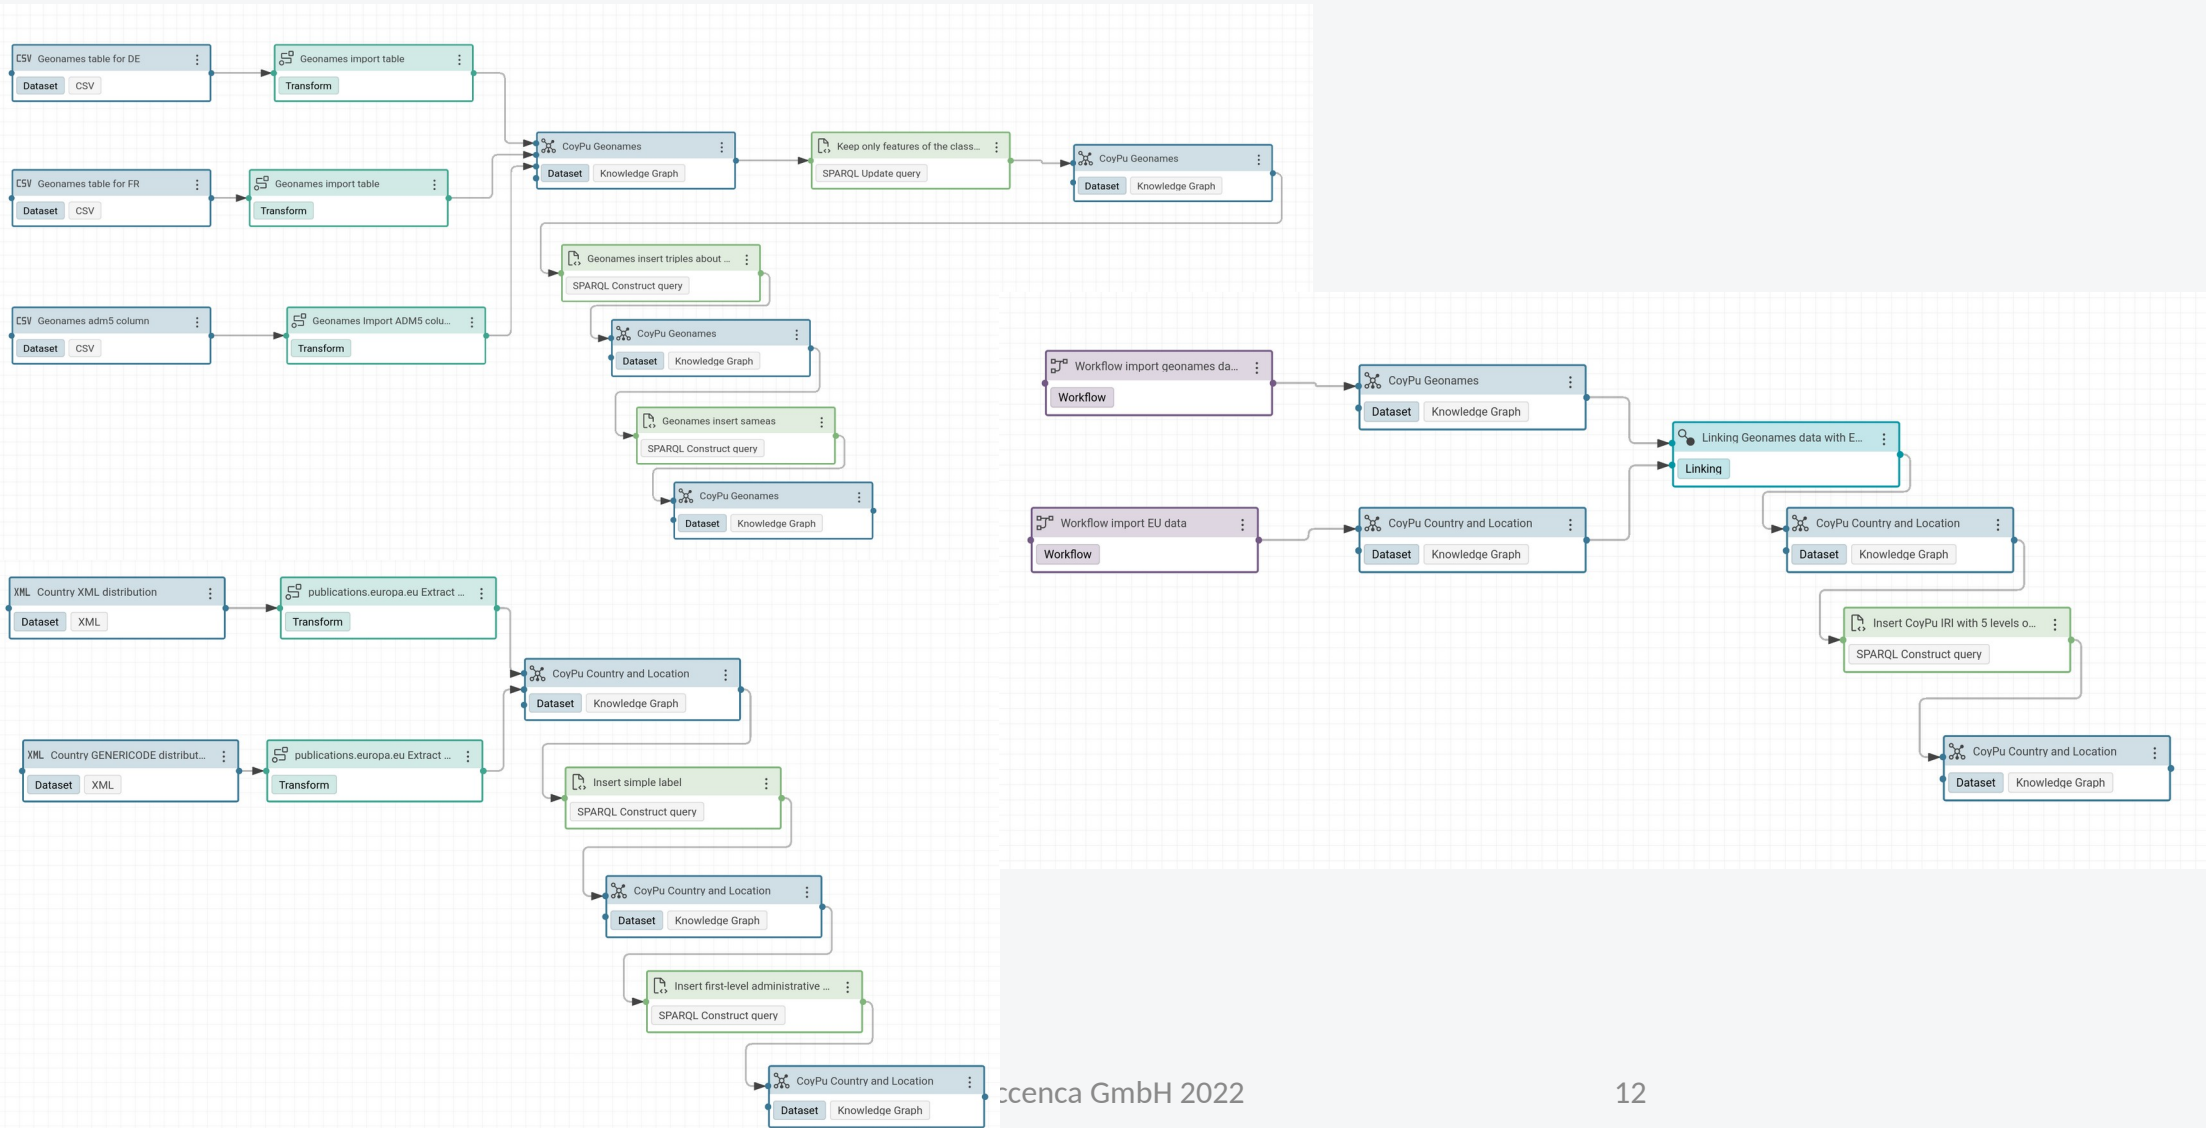 CSV Geonames table for DE
Dataset CSV
Geonames import table
Transform
CSV Geonames table for FR
Dataset CSV
Geonames import table
Transform
CSV Geonames adm5 column
Dataset CSV
Geonames Import ADM5 colu...
Transform
CoyPu Geonames
Dataset Knowledge Graph
Keep only features of the class...
SPARQL Update query
CoyPu Geonames
Dataset Knowledge Graph
Geonames insert triples about ...
SPARQL Construct query
CoyPu Geonames
Dataset Knowledge Graph
Geonames insert sameas
SPARQL Construct query
CoyPu Geonames
Dataset Knowledge Graph
XML Country XML distribution
Dataset XML
publications.europa.eu Extract ...
Transform
XML Country GENERICODE distribut...
Dataset XML
publications.europa.eu Extract ...
Transform
CoyPu Country and Location
Dataset Knowledge Graph
Insert simple label
SPARQL Construct query
CoyPu Country and Location
Dataset Knowledge Graph
Insert first-level administrative ...
SPARQL Construct query
CoyPu Country and Location
Dataset Knowledge Graph
Workflow import geonames da...
Workflow
CoyPu Geonames
Dataset Knowledge Graph
Workflow import EU data
Workflow
CoyPu Country and Location
Dataset Knowledge Graph
Linking Geonames data with E...
Linking
CoyPu Country and Location
Dataset Knowledge Graph
Insert CoyPu IRI with 5 levels o...
SPARQL Construct query
CoyPu Country and Location
Dataset Knowledge Graph
ccenca GmbH 2022
12